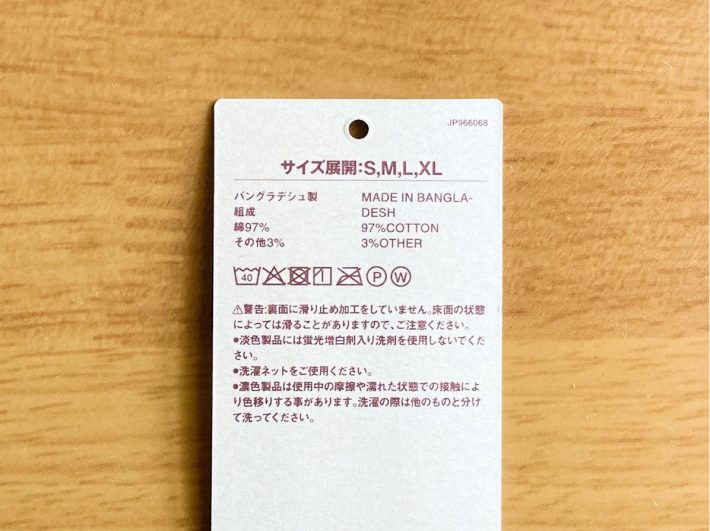 JP966068
サイズ展開:S,M,L,XL
バングラデシュ製
組成
綿97%
その他3%
MADE IN BANGLA-
DESH
97%COTTON
3%OTHER
40 P W
⚠警告:裏面に滑り止め加工をしていません。床面の状態
によっては滑ることがありますので、ご注意ください。
●淡色製品には蛍光増白剤入り洗剤を使用しないでくだ
さい。
●洗濯ネットをご使用ください。
●濃色製品は使用中の摩擦や濡れた状態での接触によ
り色移りする事があります。洗濯の際は他のものと分け
て洗ってください。